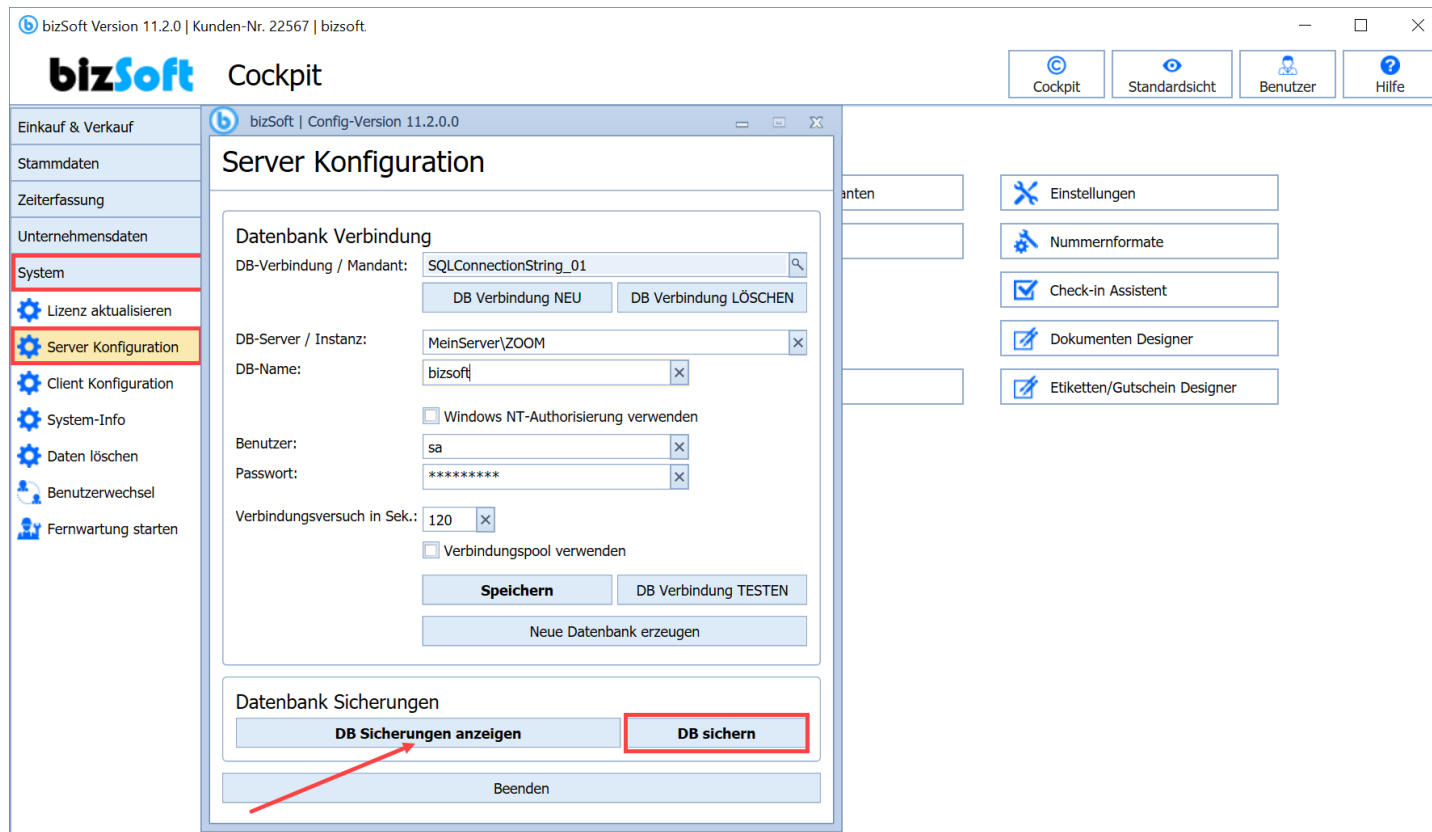 bizSoft Version 11.2.0 | Kunden-Nr. 22567 | bizsoft.
bizSoft Cockpit
Cockpit
Standardsicht
Benutzer
Hilfe
Einkauf & Verkauf
Stammdaten
Zeiterfassung
Unternehmensdaten
System
Lizenz aktualisieren
Server Konfiguration
Client Konfiguration
System-Info
Daten löschen
Benutzerwechsel
Fernwartung starten
bizSoft | Config-Version 11.2.0.0
Server Konfiguration
Datenbank Verbindung
DB-Verbindung / Mandant: SQLConnectionString_01
DB Verbindung NEU
DB Verbindung LÖSCHEN
DB-Server / Instanz: MeinServer\ZOOM
DB-Name: bizsoft
Windows NT-Authorisierung verwenden
Benutzer: sa
Passwort: *********
Verbindungsversuch in Sek.: 120
Verbindungspool verwenden
Speichern
DB Verbindung TESTEN
Neue Datenbank erzeugen
Datenbank Sicherungen
DB Sicherungen anzeigen
DB sichern
Beenden
anten
Einstellungen
Nummernformate
Check-in Assistent
Dokumenten Designer
Etiketten/Gutschein Designer